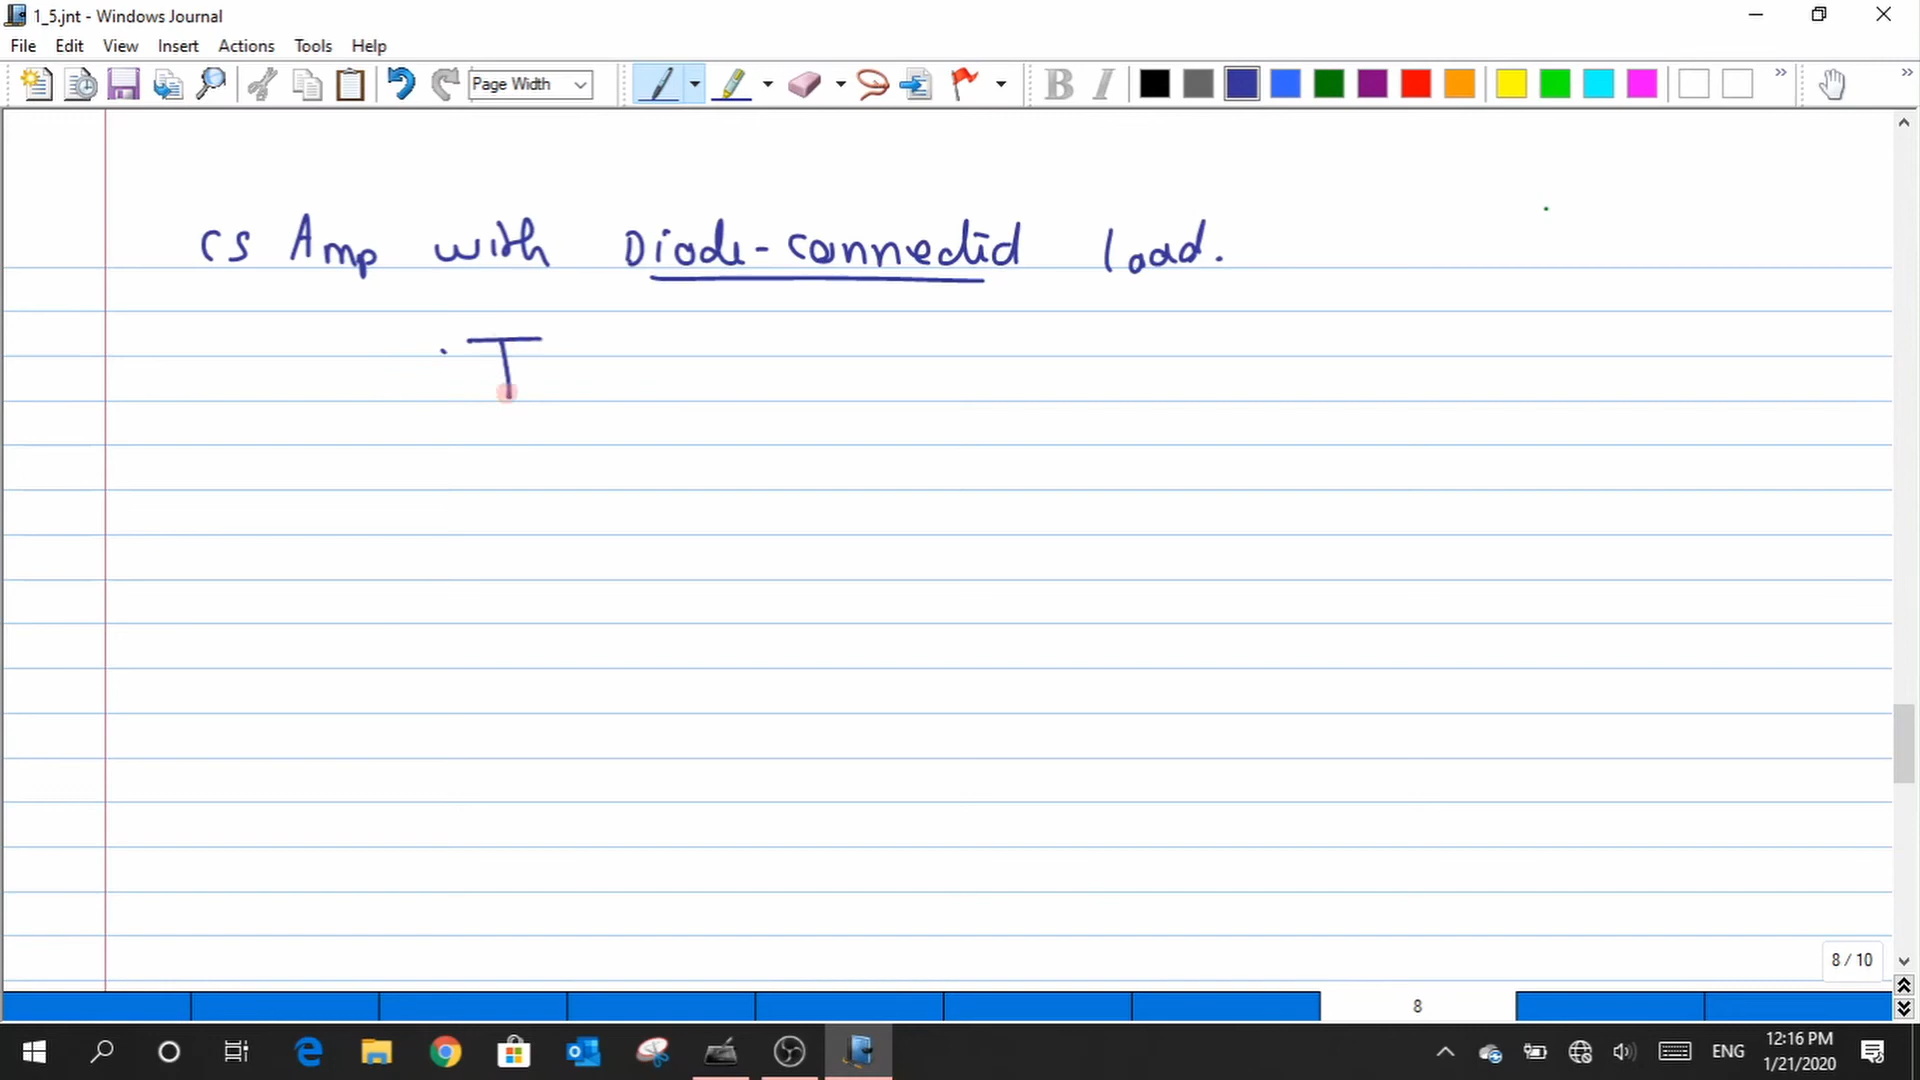 1_5.jnt - Windows Journal
File Edit View Insert Actions Tools Help
Page Width B I
CS Amp with Diode-connected load.
8 / 10
8
ENG 12:16 PM
1/21/2020